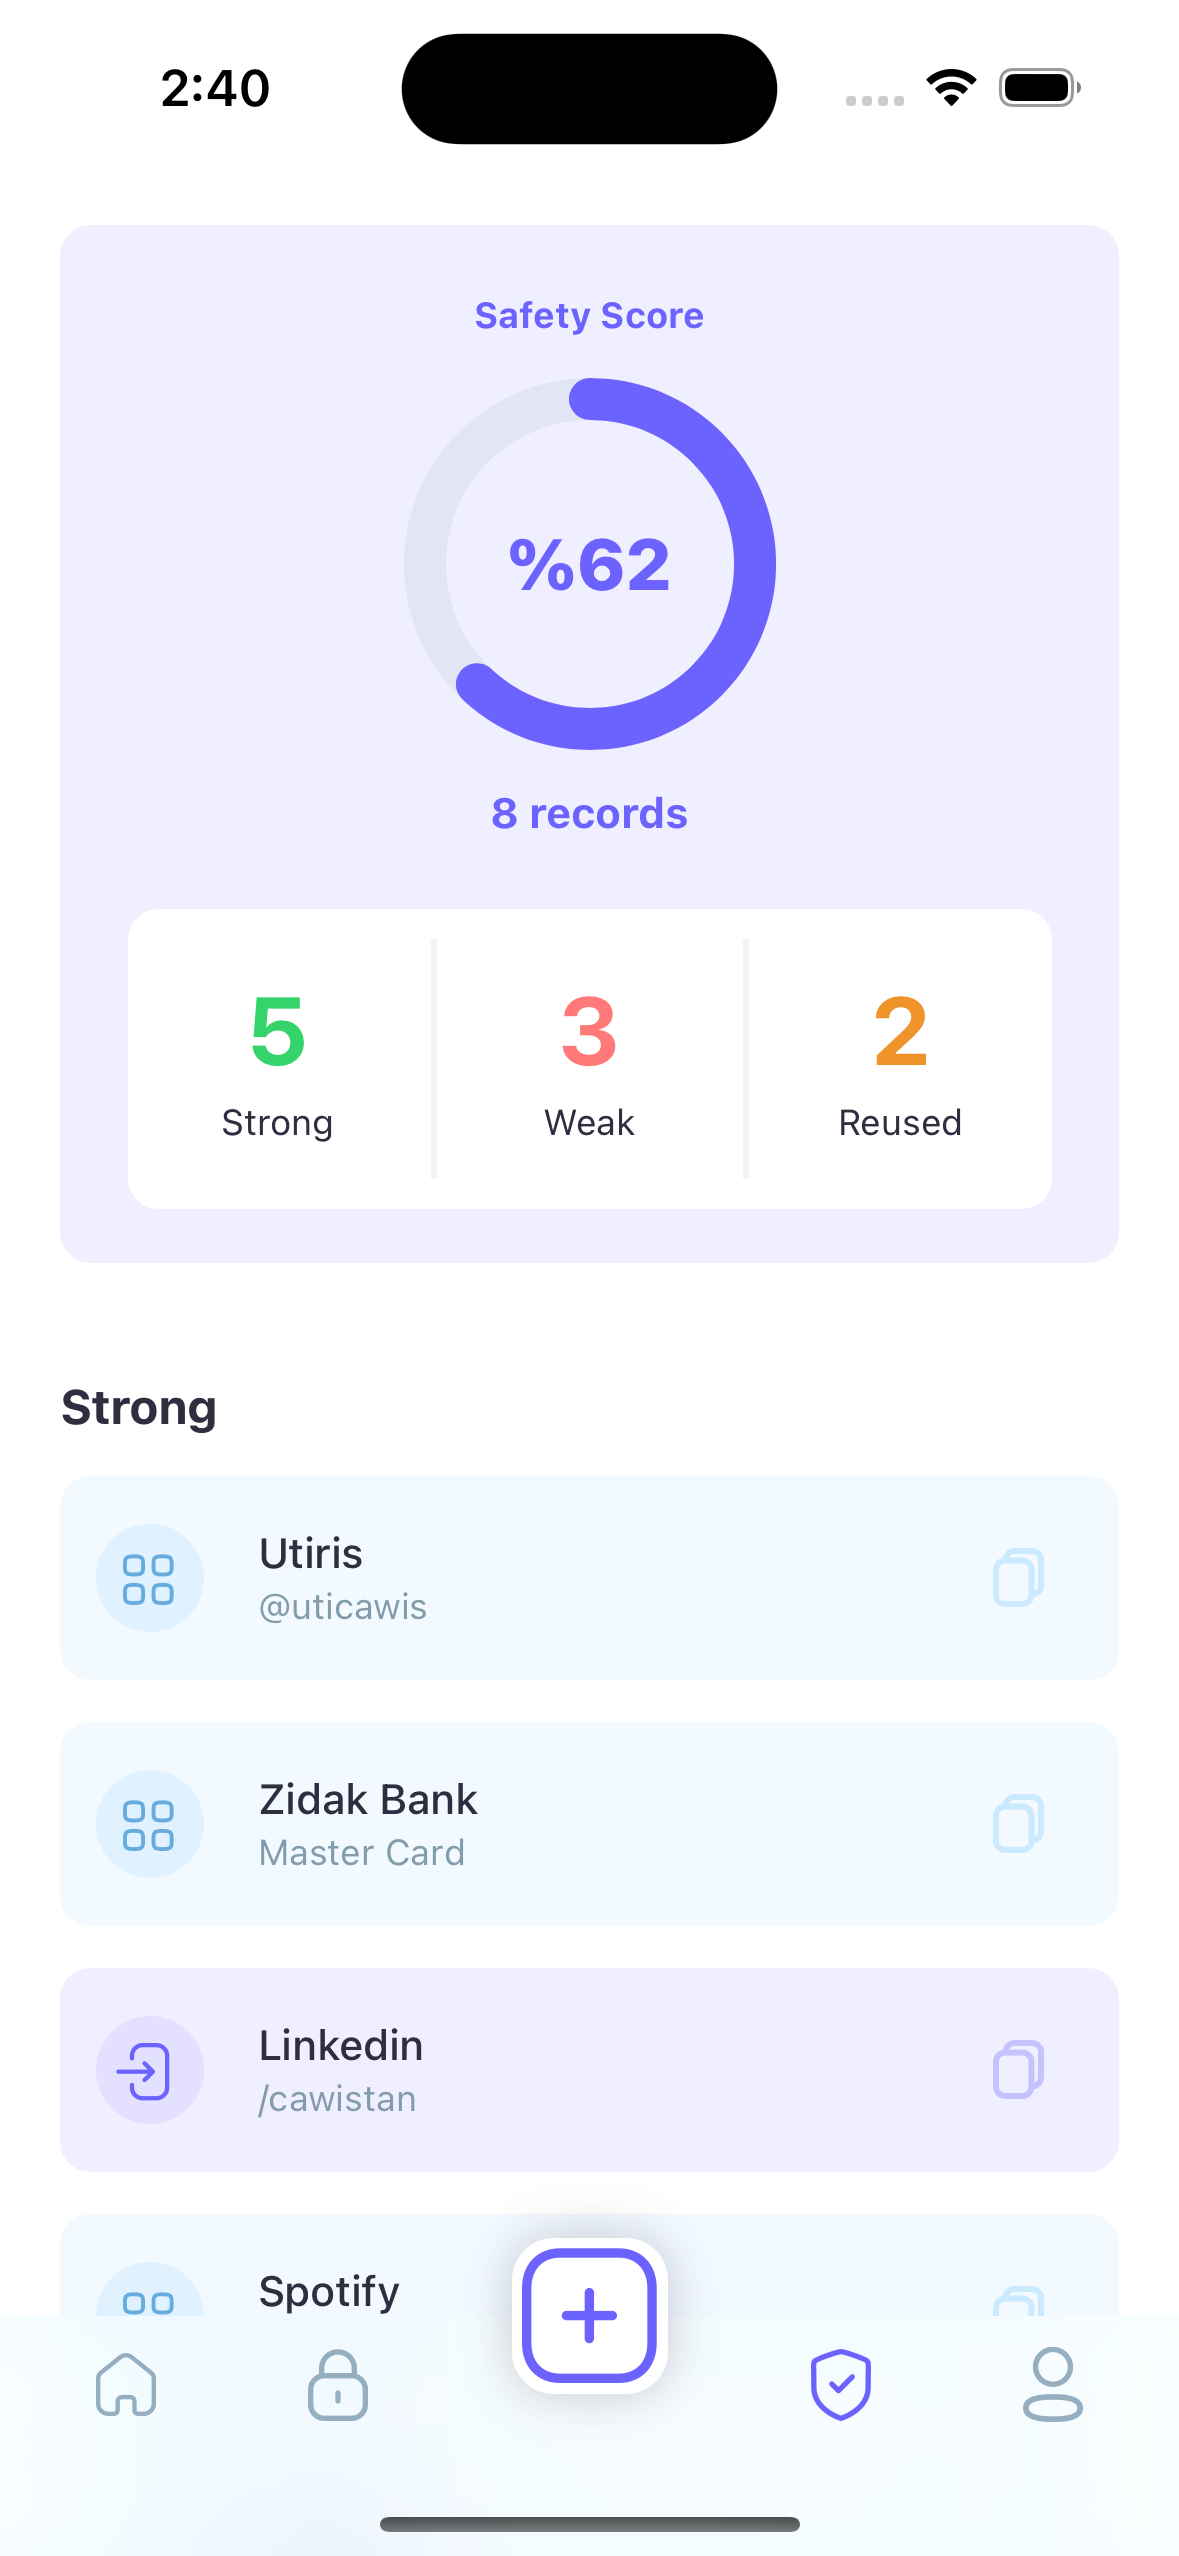 2:40
Safety Score
%62
8 records
5
Strong
3
Weak
2
Reused
Strong
Utiris
@uticawis
Zidak Bank
Master Card
Linkedin
/cawistan
Spotify